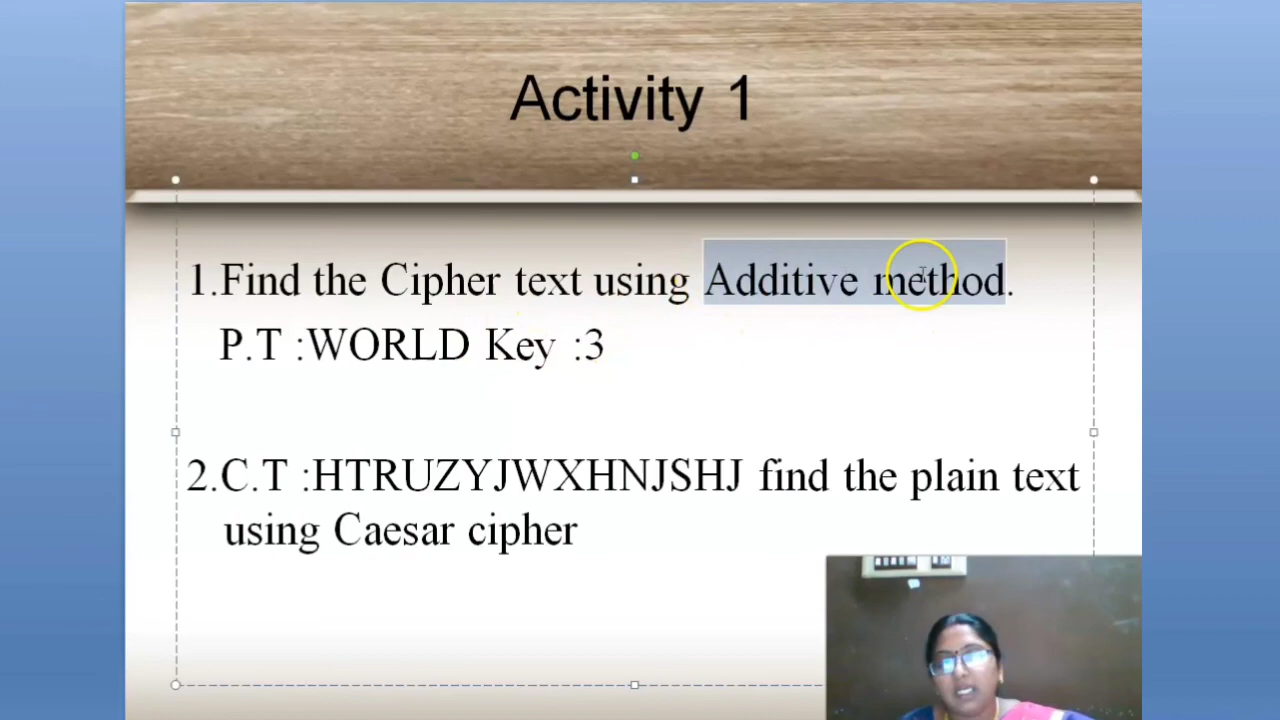 Activity 1
1.Find the Cipher text using Additive method.
P.T :WORLD Key :3
2.C.T :HTRUZYJWXHNJSHJ find the plain text
using Caesar cipher